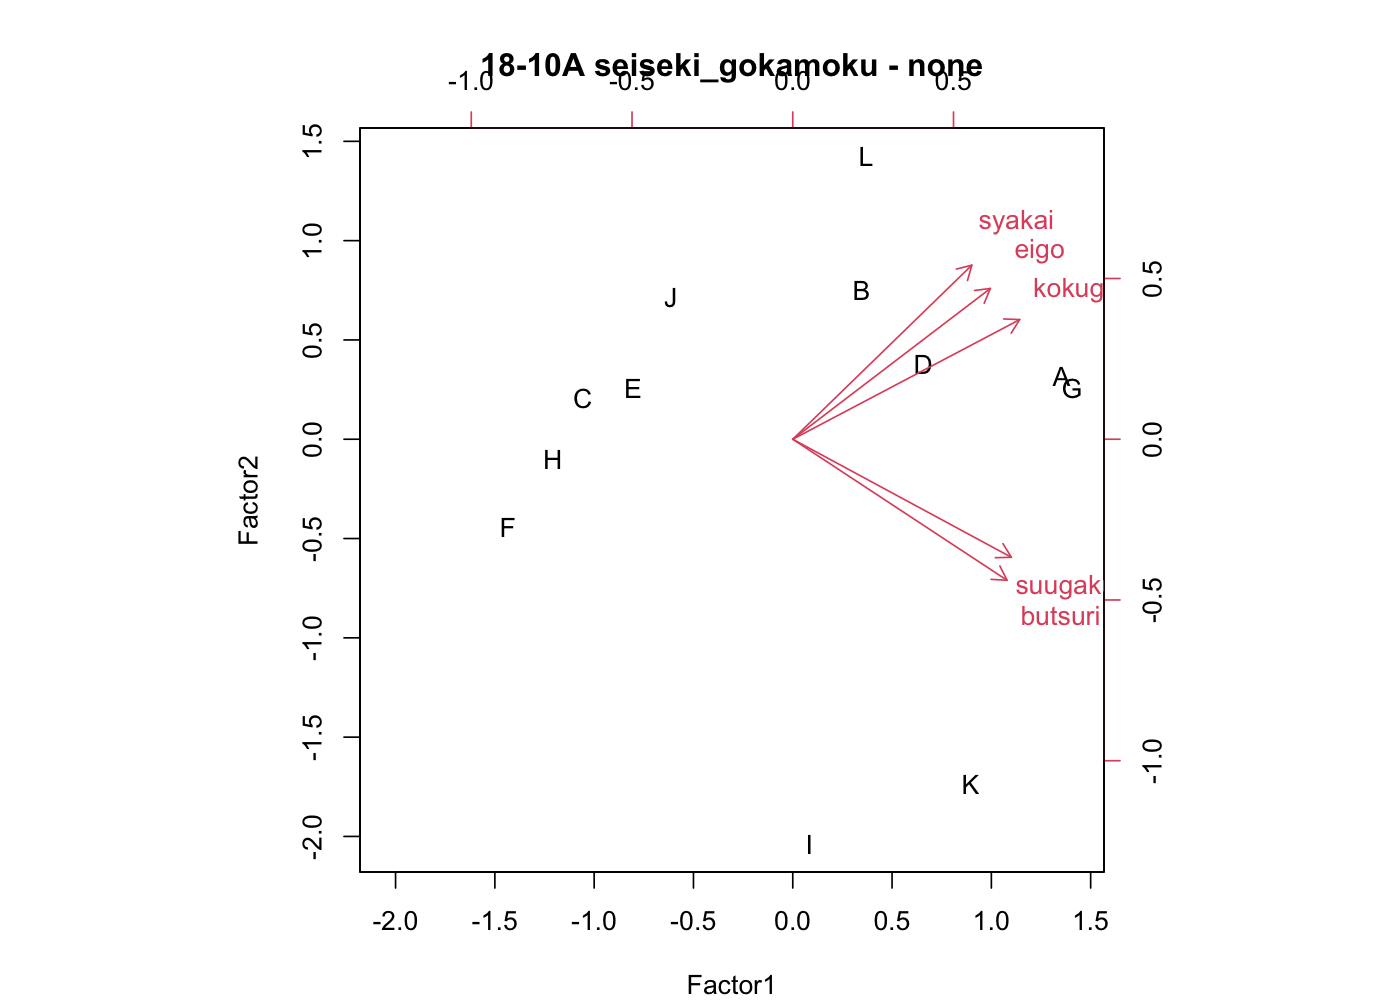 18-10A seiseki_gokamoku - none
-1.0 -0.5 0.0 0.5
L
syakai
eigo
kokug
J
B
D
A
G
E
C
H
F
suugak
butsuri
K
I
1.5
1.0
0.5
0.0
-0.5
-1.0
-1.5
-2.0
Factor2
0.5
0.0
-0.5
-1.0
-2.0 -1.5 -1.0 -0.5 0.0 0.5 1.0 1.5
Factor1